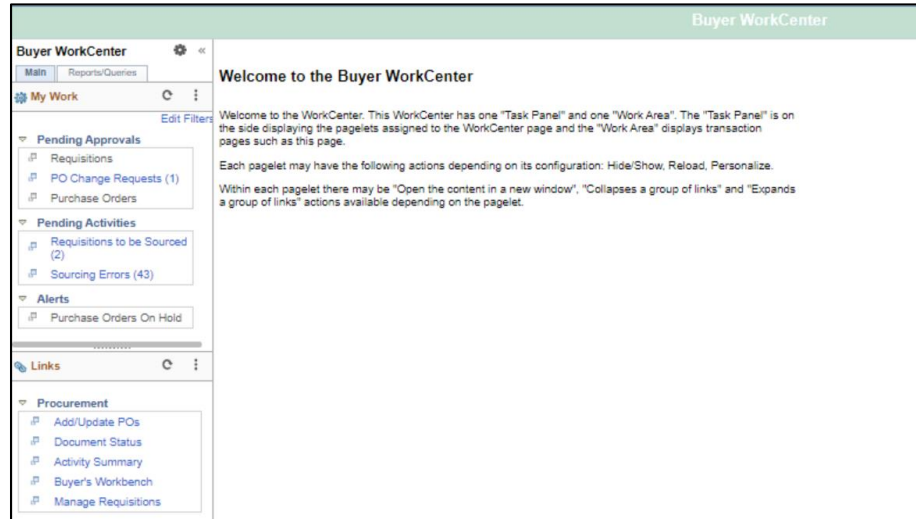 Buyer WorkCenter
Buyer WorkCenter
Main
Reports/Queries
My Work
Edit Filters
Pending Approvals
Requisitions
PO Change Requests (1)
Purchase Orders
Pending Activities
Requisitions to be Sourced
(2)
Sourcing Errors (43)
Alerts
Purchase Orders On Hold
Links
Procurement
Add/Update POs
Document Status
Activity Summary
Buyer's Workbench
Manage Requisitions
Welcome to the Buyer WorkCenter
Welcome to the WorkCenter. This WorkCenter has one "Task Panel" and one "Work Area". The "Task Panel" is on
the side displaying the pagelets assigned to the WorkCenter page and the "Work Area" displays transaction
pages such as this page.
Each pagelet may have the following actions depending on its configuration: Hide/Show, Reload, Personalize.
Within each pagelet there may be "Open the content in a new window", "Collapses a group of links" and "Expands
a group of links" actions available depending on the pagelet.